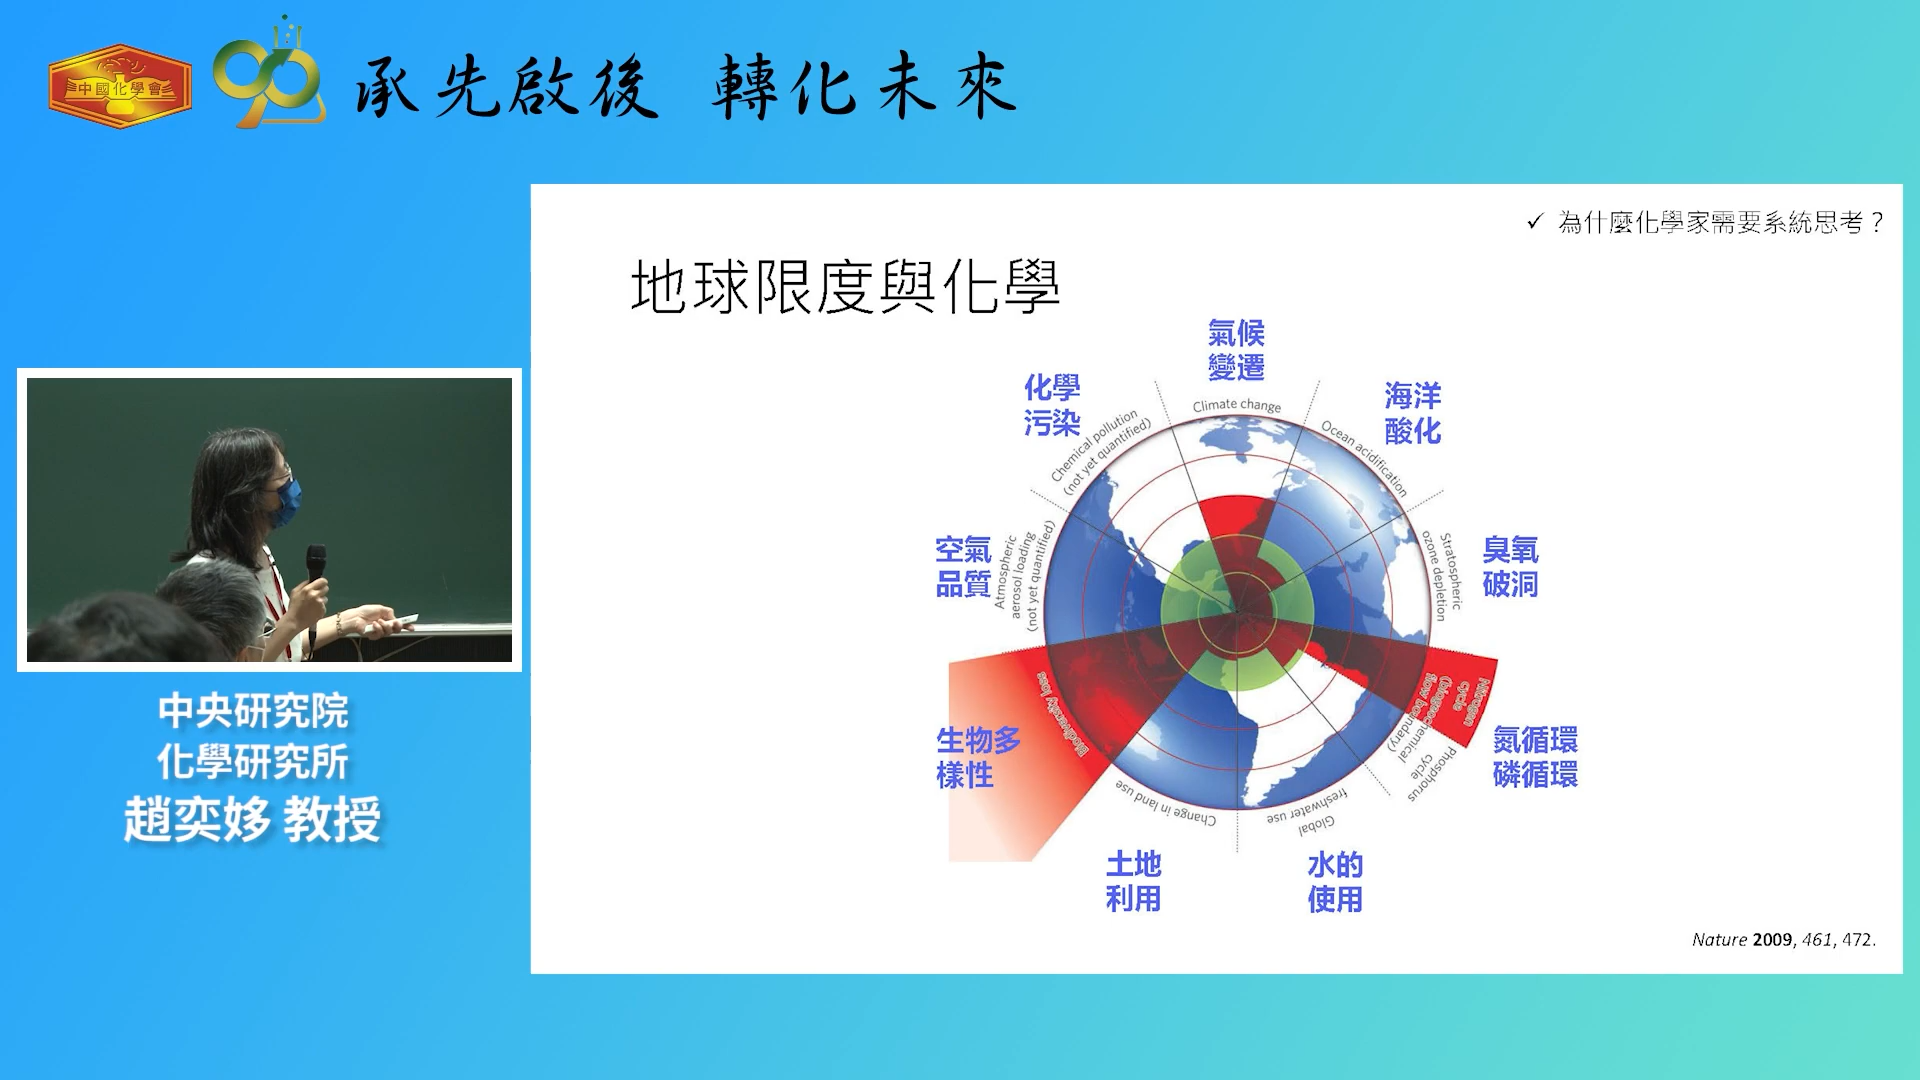 中國化學會
90
承先啟後 轉化未來
✓ 為什麼化學家需要系統思考？
地球限度與化學
氣候
變遷
Climate change
海洋
酸化
Ocean acidification
臭氧
破洞
Stratospheric
ozone depletion
氮循環
磷循環
Nitrogen
cycle
(biogeochemical
flow boundary)
Phosphorus
cycle
水的
使用
Global
freshwater use
土地
利用
Change in land use
生物多
樣性
Biodiversity loss
空氣
品質
Atmospheric
aerosol loading
(not yet quantified)
化學
污染
Chemical pollution
(not yet quantified)
Nature 2009, 461, 472.
中央研究院
化學研究所
趙奕姼 教授